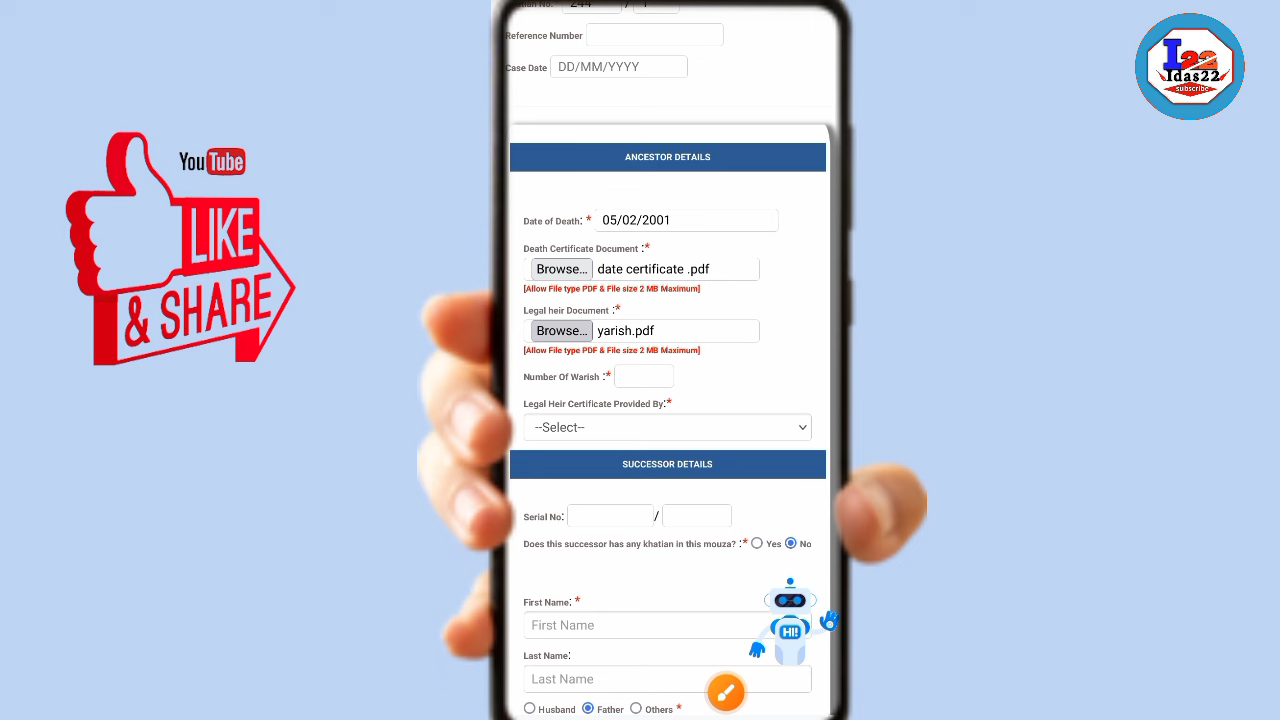 244 /
Reference Number
Case Date DD/MM/YYYY
ANCESTOR DETAILS
Date of Death: * 05/02/2001
Death Certificate Document :*
Browse... date certificate .pdf
[Allow File type PDF & File size 2 MB Maximum]
Legal heir Document :*
Browse... yarish.pdf
[Allow File type PDF & File size 2 MB Maximum]
Number Of Warish :*
Legal Heir Certificate Provided By:*
--Select--
SUCCESSOR DETAILS
Serial No: /
Does this successor has any khatian in this mouza? :* Yes No
First Name: *
First Name
Last Name:
Last Name
Husband Father Others *
HI!
YouTube
LIKE
& SHARE
I22
Idas22
subscribe